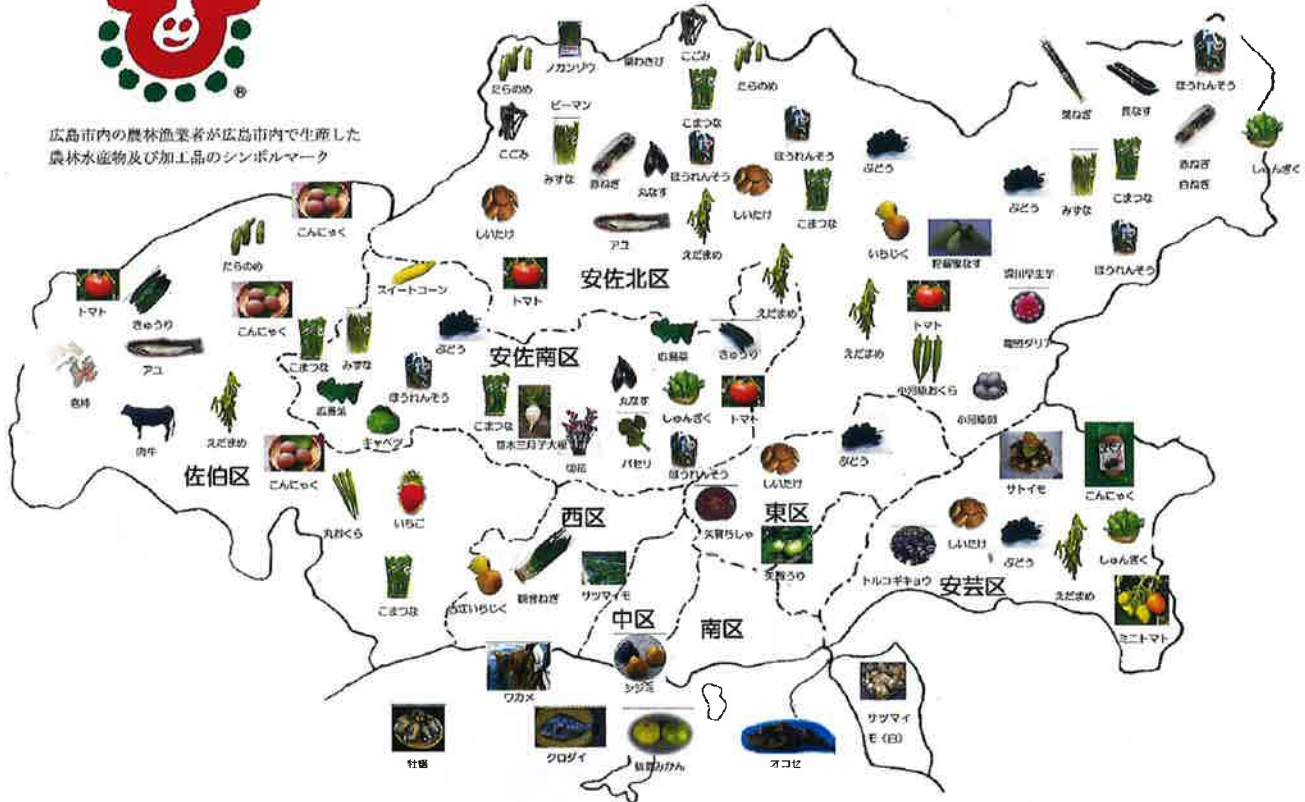 ®
広島市内の農林漁業者が広島市内で生産した
農林水産物及び加工品のシンボルマーク
たらのめ
ノカンゾウ
葉わさび
こごみ
たらのめ
ピーマン
こまつな
こごみ
みずな
赤ねぎ
丸なす
ほうれんそう
ほうれんそう
ぶどう
葉ねぎ
長なす
ほうれんそう
赤ねぎ
白ねぎ
しゅんぎく
しいたけ
アユ
えだまめ
しいたけ
こまつな
いちじく
ぶどう
みずな
こまつな
ほうれんそう
深川早生芋
こんにゃく
たらのめ
トマト
きゅうり
こんにゃく
スイートコーン
トマト
安佐北区
えだまめ
えだまめ
トマト
小河原おくら
小河原卵
アユ
肉牛
えだまめ
こんにゃく
佐伯区
こまつな
みずな
ぶどう
広島菜
ほうれんそう
キャベツ
安佐南区
広島菜
きゅうり
こまつな
笹木三月子大根
切花
丸なす
パセリ
しゅんぎく
トマト
ほうれんそう
しいたけ
ぶどう
丸おくら
いちご
こまつな
西区
観音ねぎ
サツマイモ
矢賀ちしゃ
東区
矢賀うり
サトイモ
こんにゃく
しいたけ
トルコギキョウ
ぶどう
えだまめ
しゅんぎく
安芸区
ミニトマト
中区
南区
ワカメ
シジミ
サツマイ
モ(白)
牡蠣
クロダイ
オコゼ